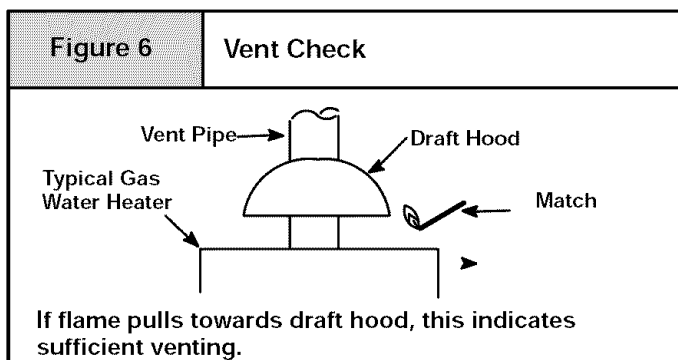 Figure 6
Vent Check
Vent Pipe
Draft Hood
Typical Gas
Water Heater
Match
If flame pulls towards draft hood, this indicates
sufficient venting.